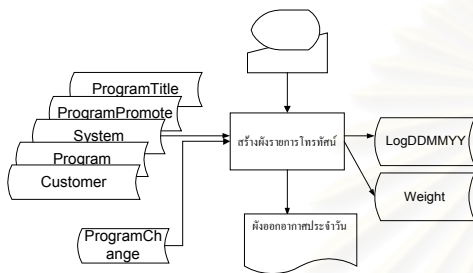 ProgramTitle
ProgramPromote
System
Program
Customer
ProgramCh
ange
สร้างผังรายการโทรทัศน์
LogDDMMYY
Weight
ผังออกอากาศประจำวัน